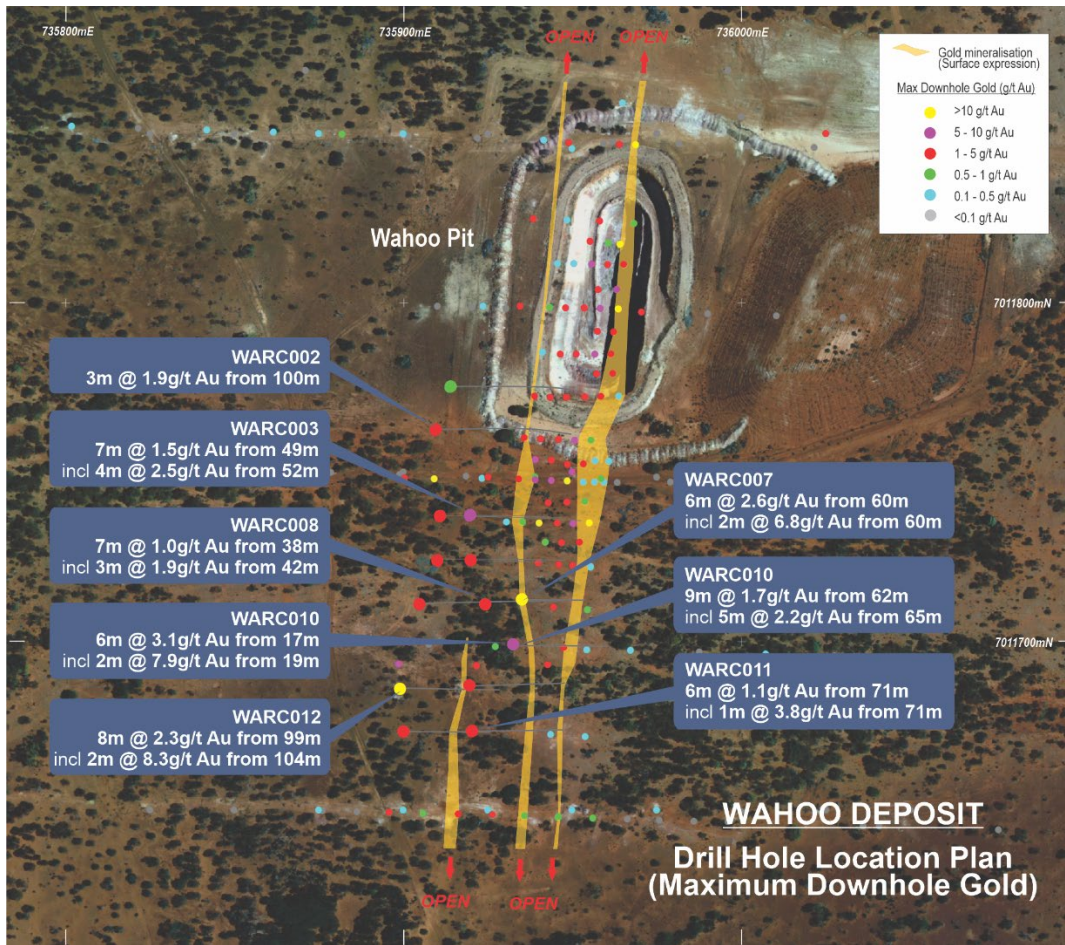 735800mE
735900mE
736000mE
OPEN
OPEN
Gold mineralisation
(Surface expression)
Max Downhole Gold (g/t Au)
>10 g/t Au
5 - 10 g/t Au
1 - 5 g/t Au
0.5 - 1 g/t Au
0.1 - 0.5 g/t Au
<0.1 g/t Au
Wahoo Pit
7011800mN
WARC002
3m @ 1.9g/t Au from 100m
WARC003
7m @ 1.5g/t Au from 49m
incl 4m @ 2.5g/t Au from 52m
WARC007
6m @ 2.6g/t Au from 60m
incl 2m @ 6.8g/t Au from 60m
WARC008
7m @ 1.0g/t Au from 38m
incl 3m @ 1.9g/t Au from 42m
WARC010
9m @ 1.7g/t Au from 62m
incl 5m @ 2.2g/t Au from 65m
WARC010
6m @ 3.1g/t Au from 17m
incl 2m @ 7.9g/t Au from 19m
7011700mN
WARC011
6m @ 1.1g/t Au from 71m
incl 1m @ 3.8g/t Au from 71m
WARC012
8m @ 2.3g/t Au from 99m
incl 2m @ 8.3g/t Au from 104m
WAHOO DEPOSIT
Drill Hole Location Plan
(Maximum Downhole Gold)
OPEN
OPEN